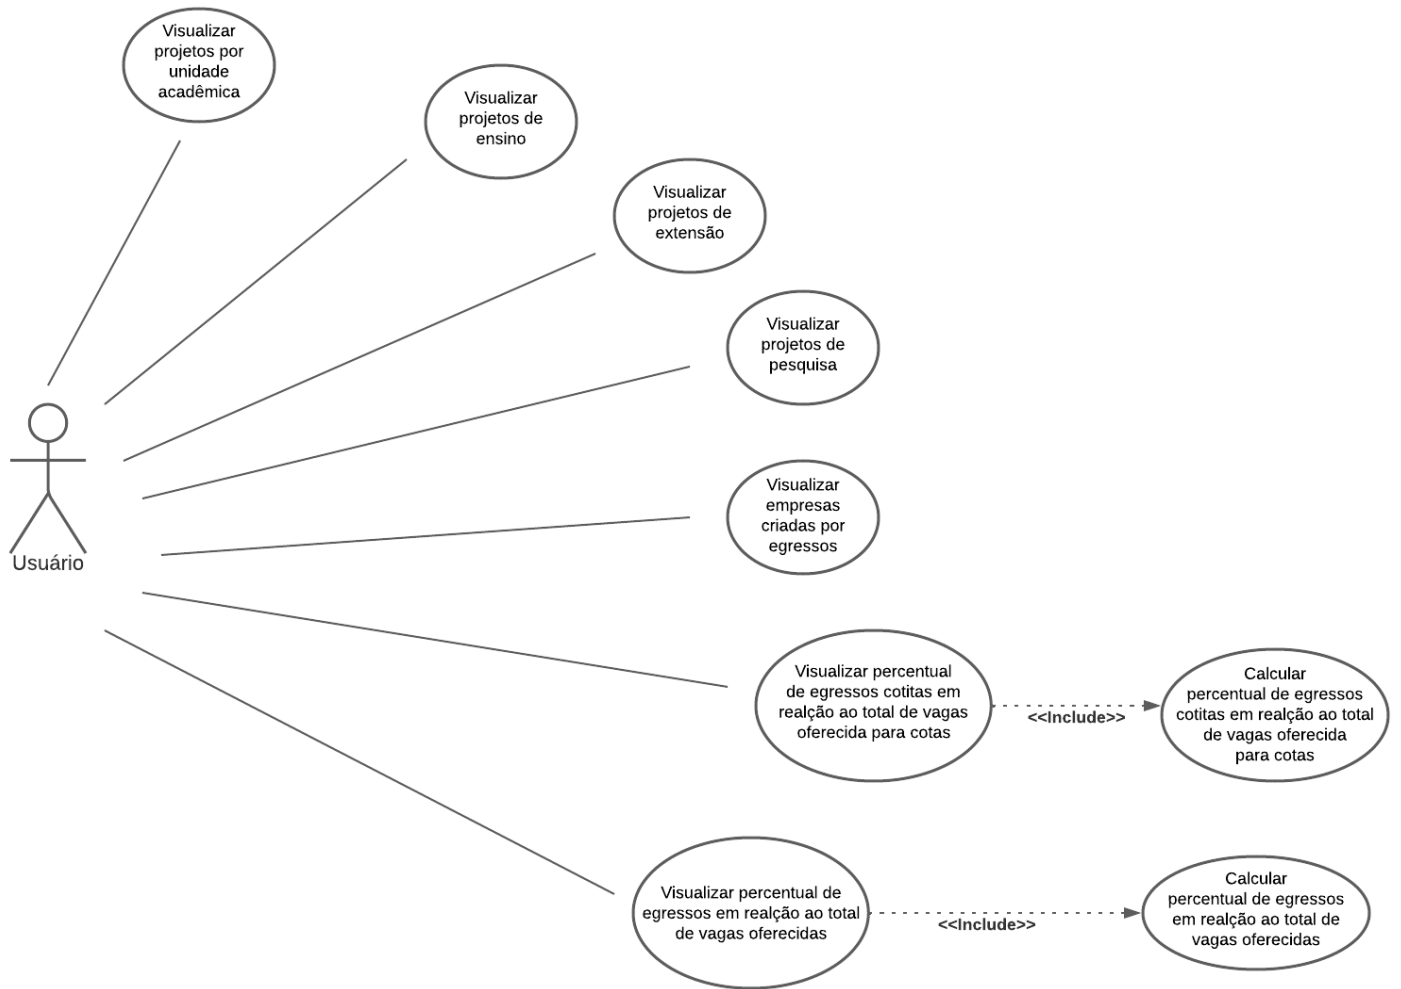 Visualizar
projetos por
unidade
acadêmica
Visualizar
projetos de
ensino
Visualizar
projetos de
extensão
Visualizar
projetos de
pesquisa
Visualizar
empresas
criadas por
egressos
Usuário
Visualizar percentual
de egressos cotitas em
realção ao total de vagas
oferecida para cotas
<<Include>>
Calcular
percentual de egressos
cotitas em realção ao total
de vagas oferecida
para cotas
Visualizar percentual de
egressos em realção ao total
de vagas oferecidas
<<Include>>
Calcular
percentual de egressos
em realção ao total de
vagas oferecidas